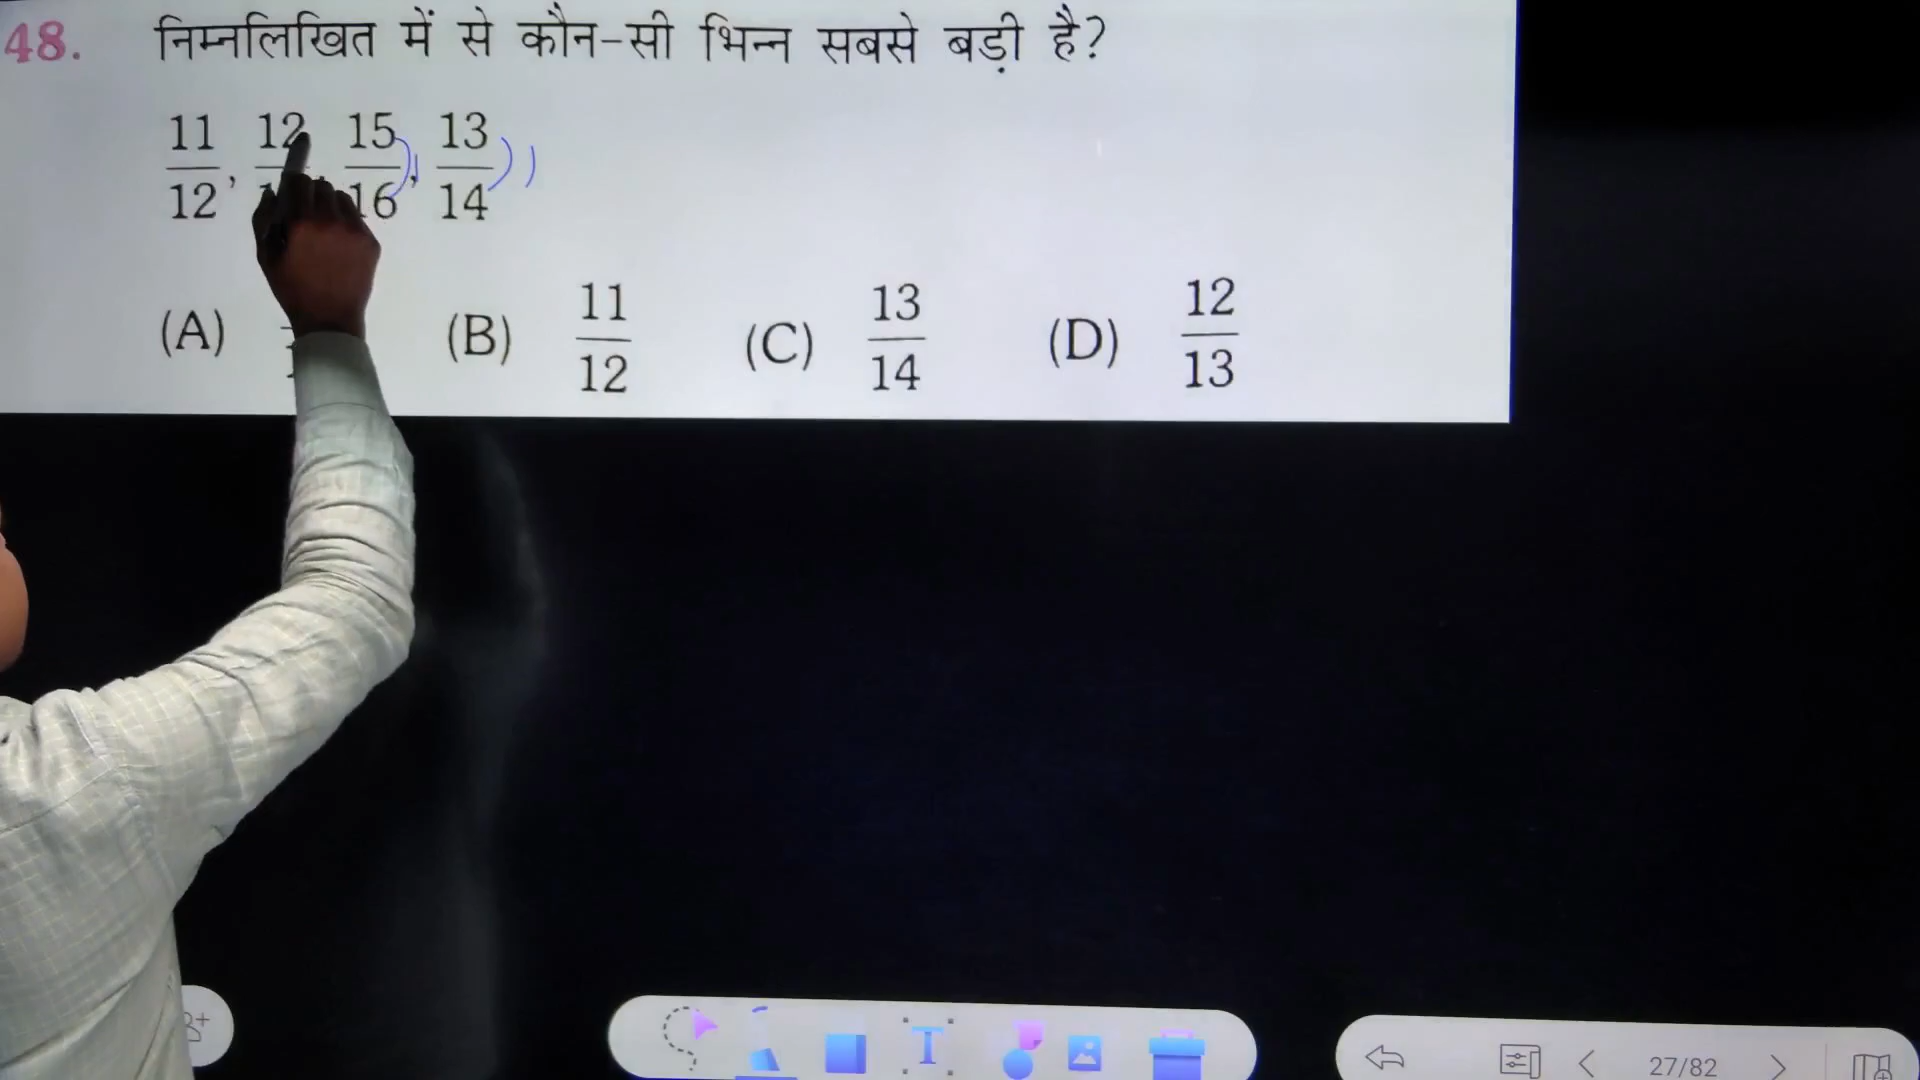 48. निम्नलिखित में से कौन-सी भिन्न सबसे बड़ी है?
11/12, 12 15/16, 13/14
(A) (B) 11/12 (C) 13/14 (D) 12/13
T
27/82